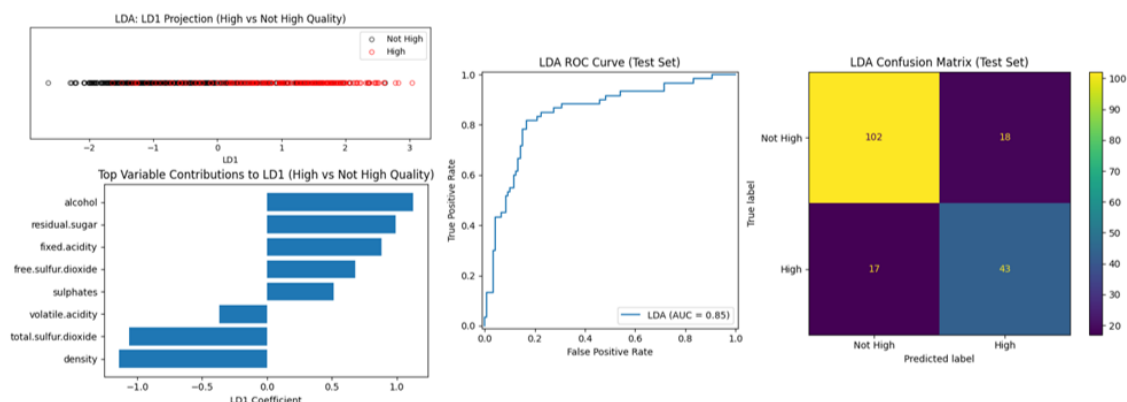 LDA: LD1 Projection (High vs Not High Quality)
Not High
High
−2 −1 0 1 2 3
LD1
Top Variable Contributions to LD1 (High vs Not High Quality)
alcohol
residual.sugar
fixed.acidity
free.sulfur.dioxide
sulphates
volatile.acidity
total.sulfur.dioxide
density
−1.0 −0.5 0.0 0.5 1.0
LD1 Coefficient
LDA ROC Curve (Test Set)
True Positive Rate
1.0
0.8
0.6
0.4
0.2
0.0
LDA (AUC = 0.85)
0.0 0.2 0.4 0.6 0.8 1.0
False Positive Rate
LDA Confusion Matrix (Test Set)
True label
Not High
High
102 18
17 43
Not High High
Predicted label
100
90
80
70
60
50
40
30
20